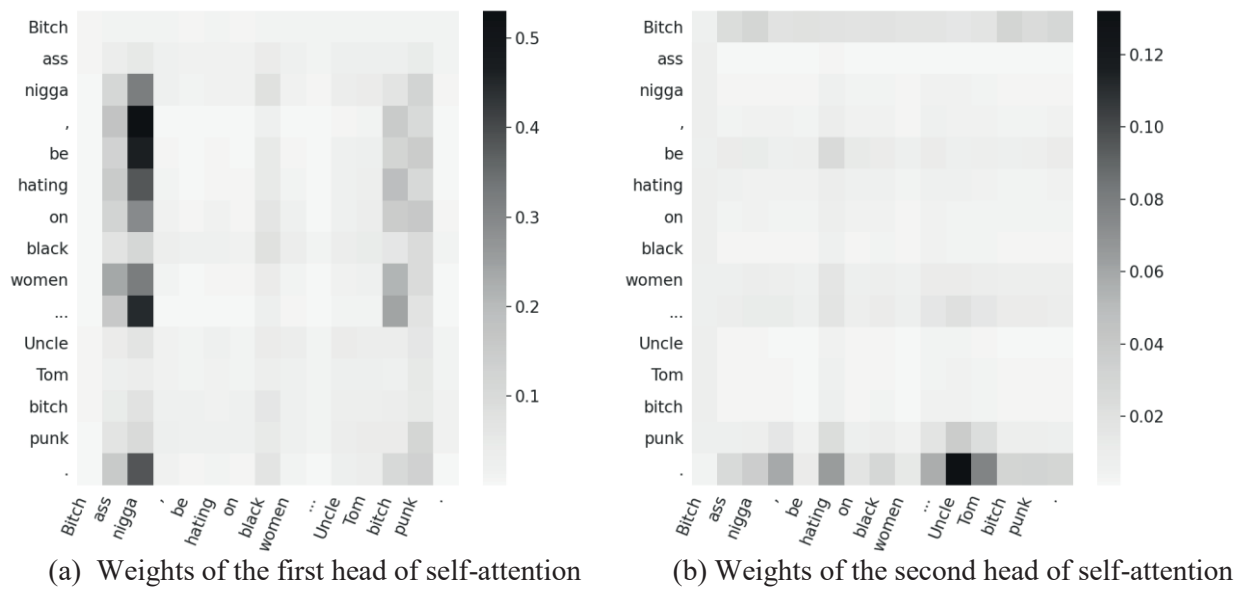 Bitch
ass
nigga
,
be
hating
on
black
women
...
Uncle
Tom
bitch
punk
.
Bitch
ass
nigga
,
be
hating
on
black
women
...
Uncle
Tom
bitch
punk
.
0.5
0.4
0.3
0.2
0.1
(a) Weights of the first head of self-attention
Bitch
ass
nigga
,
be
hating
on
black
women
...
Uncle
Tom
bitch
punk
.
Bitch
ass
nigga
,
be
hating
on
black
women
...
Uncle
Tom
bitch
punk
.
0.12
0.10
0.08
0.06
0.04
0.02
(b) Weights of the second head of self-attention